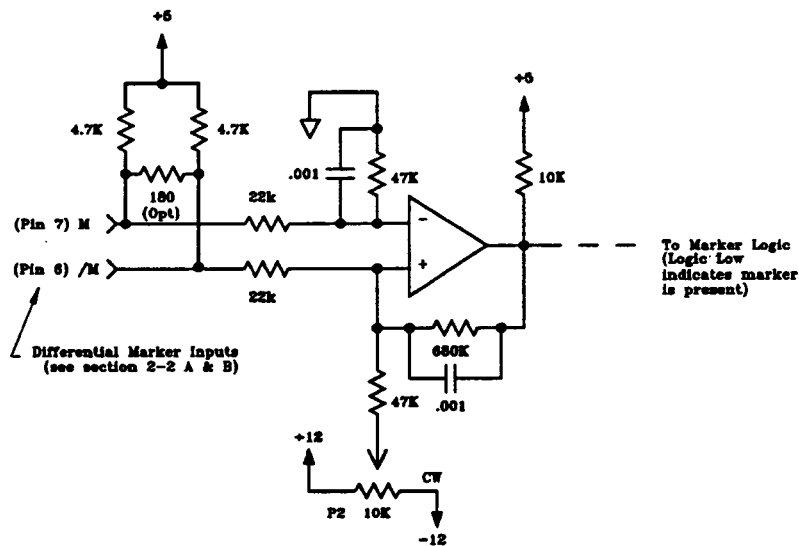 +5
+5
4.7K
4.7K
.001
47K
10K
180
(Opt)
22k
(Pin 7) M
-
To Marker Logic
(Logic Low
indicates marker
is present)
(Pin 6) /M
+
22k
Differential Marker Inputs
(see section 2-2 A & B)
680K
.001
47K
+12
CW
P2 10K
-12